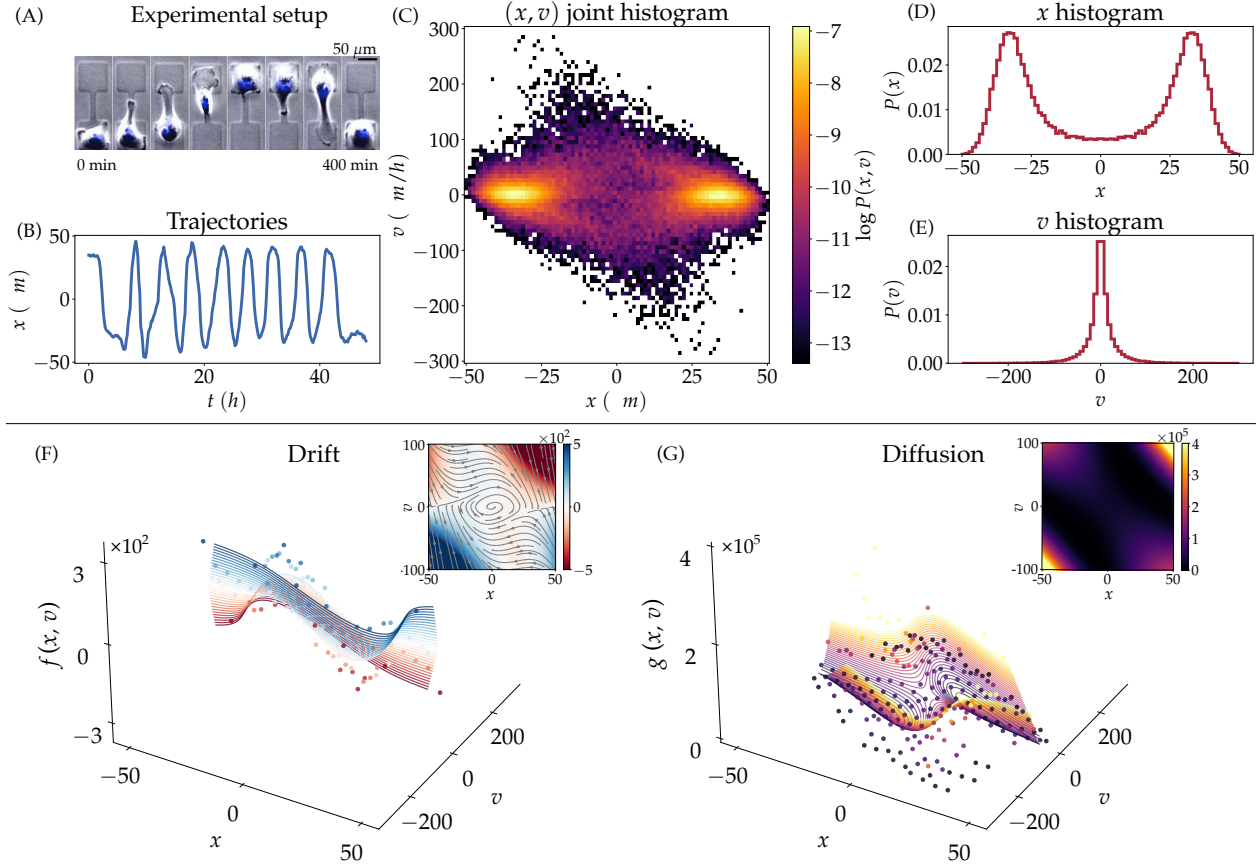 (A)
Experimental setup
50 μm
0 min
400 min
(B)
Trajectories
x ( m)
50
0
−50
0
20
40
t (h)
(C)
(x, v) joint histogram
v ( m/h)
300
200
100
0
−100
−200
−300
−50
−25
0
25
50
x ( m)
−7
−8
−9
−10
−11
−12
−13
log P(x, v)
(D)
x histogram
P(x)
0.02
0.01
0.00
−50
−25
0
25
50
x
(E)
v histogram
P(v)
0.02
0.01
0.00
−200
0
200
v
(F)
Drift
×10²
3
0
−3
f (x, v)
−50
0
50
x
−200
0
200
v
100
0
-100
v
-50
0
50
x
×10²
5
0
−5
(G)
Diffusion
×10⁵
4
2
0
g (x, v)
−50
0
50
x
−200
0
200
v
100
0
-100
v
-50
0
50
x
×10⁵
4
3
2
1
0